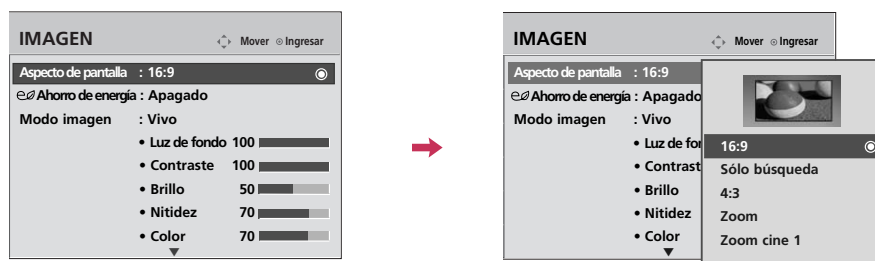 IMAGEN Mover Ingresar
Aspecto de pantalla : 16:9
Ahorro de energía : Apagado
Modo imagen : Vivo
• Luz de fondo 100
• Contraste 100
• Brillo 50
• Nitidez 70
• Color 70
IMAGEN Mover Ingresar
Aspecto de pantalla : 16:9
Ahorro de energía : Apagado
Modo imagen : Vivo
• Luz de for
• Contrast
• Brillo
• Nitidez
• Color
16:9
Sólo búsqueda
4:3
Zoom
Zoom cine 1